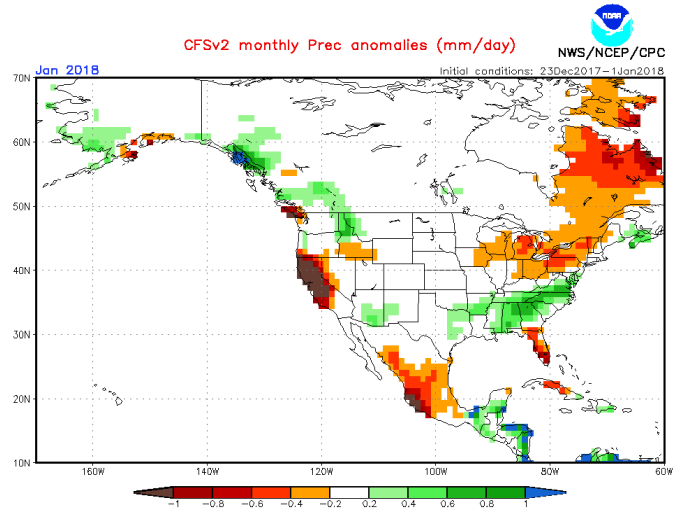 NOAA
CFSv2 monthly Prec anomalies (mm/day)
NWS/NCEP/CPC
Jan 2018
Initial conditions: 23Dec2017-1Jan2018
70N
60N
50N
40N
30N
20N
10N
160W 140W 120W 100W 80W 60W
-1 -0.8 -0.6 -0.4 -0.2 0.2 0.4 0.6 0.8 1